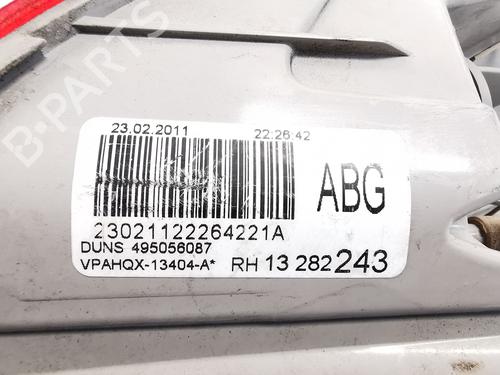 B-PARTS
23.02.2011 22:26:42
ABG
23021122264221A
DUNS 495056087
VPAHQX-13404-A* RH 13 282 243